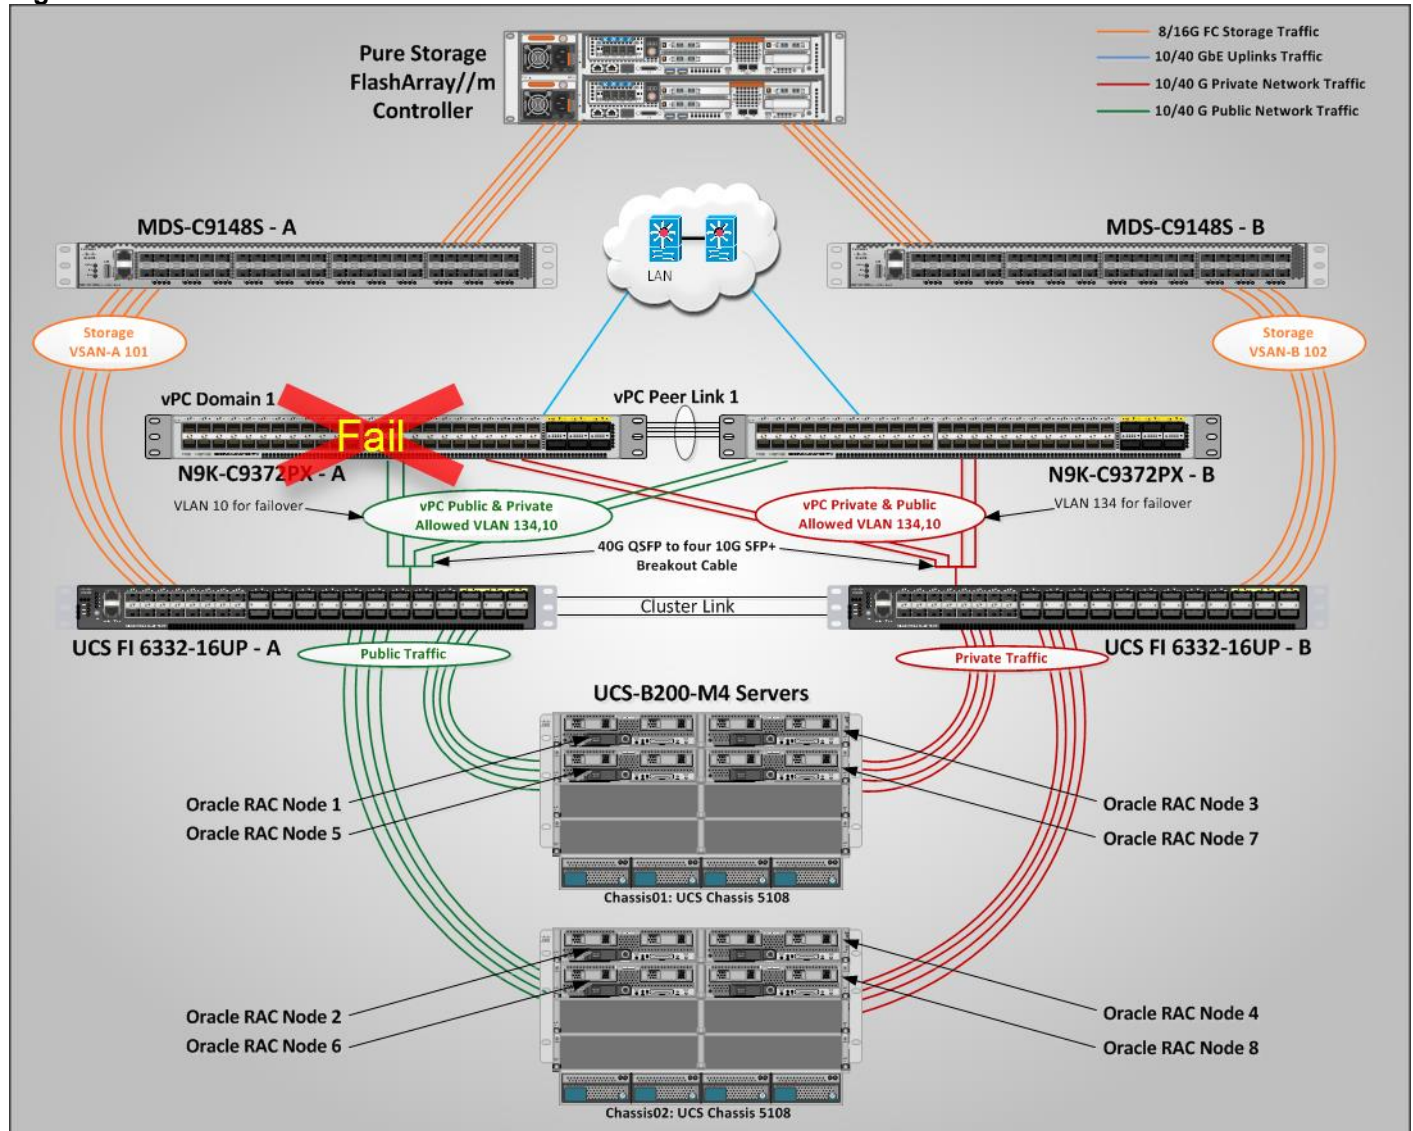 Pure Storage
FlashArray//m
Controller
8/16G FC Storage Traffic
10/40 GbE Uplinks Traffic
10/40 G Private Network Traffic
10/40 G Public Network Traffic
MDS-C9148S - A
MDS-C9148S - B
LAN
Storage
VSAN-A 101
Storage
VSAN-B 102
vPC Domain 1
vPC Peer Link 1
Fail
N9K-C9372PX - A
N9K-C9372PX - B
VLAN 10 for failover
vPC Public & Private
Allowed VLAN 134,10
vPC Private & Public
Allowed VLAN 134,10
VLAN 134 for failover
40G QSFP to four 10G SFP+
Breakout Cable
Cluster Link
UCS FI 6332-16UP - A
UCS FI 6332-16UP - B
Public Traffic
Private Traffic
UCS-B200-M4 Servers
Oracle RAC Node 1
Oracle RAC Node 5
Oracle RAC Node 3
Oracle RAC Node 7
Chassis01: UCS Chassis 5108
Oracle RAC Node 2
Oracle RAC Node 6
Oracle RAC Node 4
Oracle RAC Node 8
Chassis02: UCS Chassis 5108